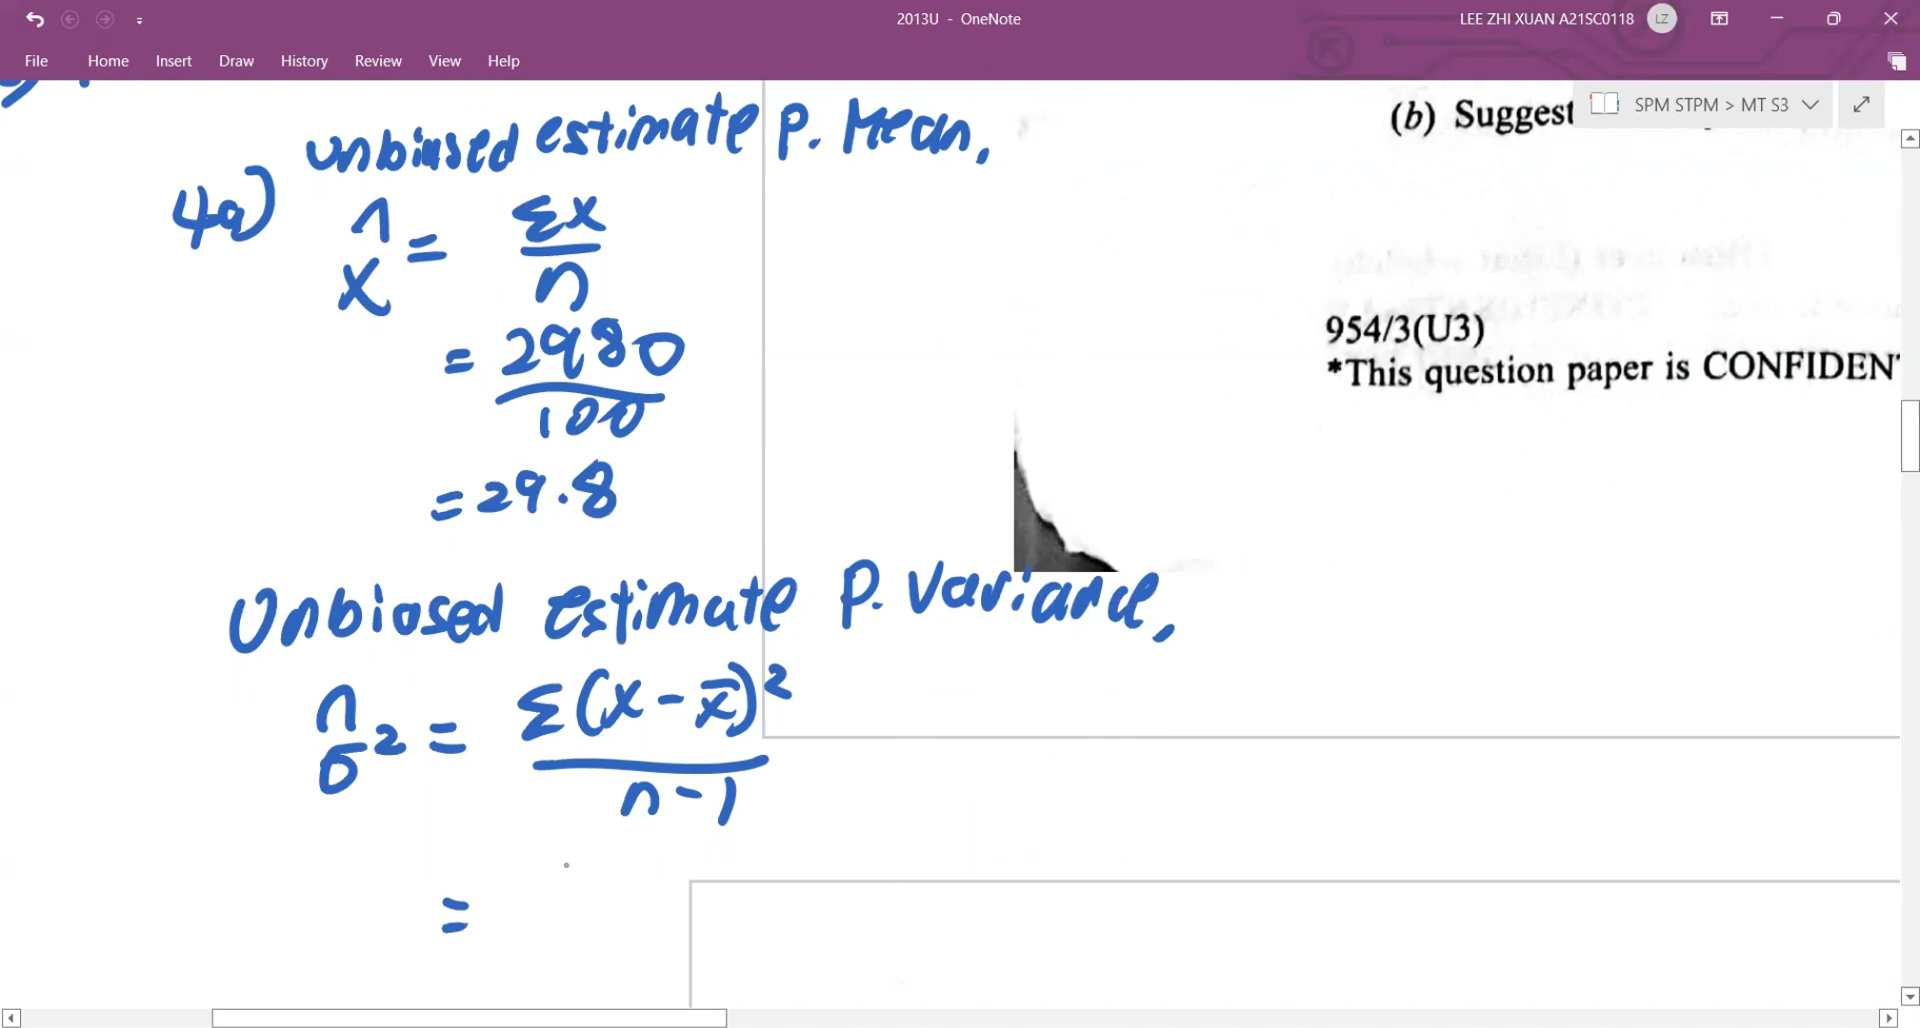 2013U - OneNote
LEE ZHI XUAN A21SC0118
LZ
File Home Insert Draw History Review View Help
SPM STPM > MT S3
(b) Suggest
unbiased estimate p. Mean,
4a) x̂ = Σx / n
= 2980 / 100
= 29.8
954/3(U3)
*This question paper is CONFIDEN
Unbiased estimate p. variance,
σ̂² = Σ(x - x̄)² / n - 1
=